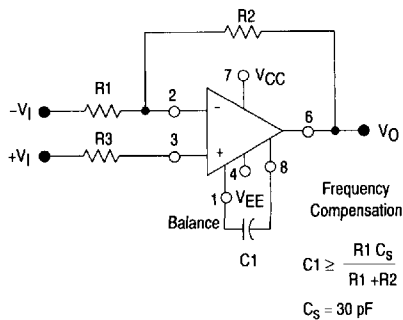 R2
7
VCC
R1
−VI
2
−
6
VO
+VI
R3
3
+
4
8
1
VEE
Balance
C1
Frequency
Compensation
C1 ≥ R1 CS
R1 +R2
CS = 30 pF